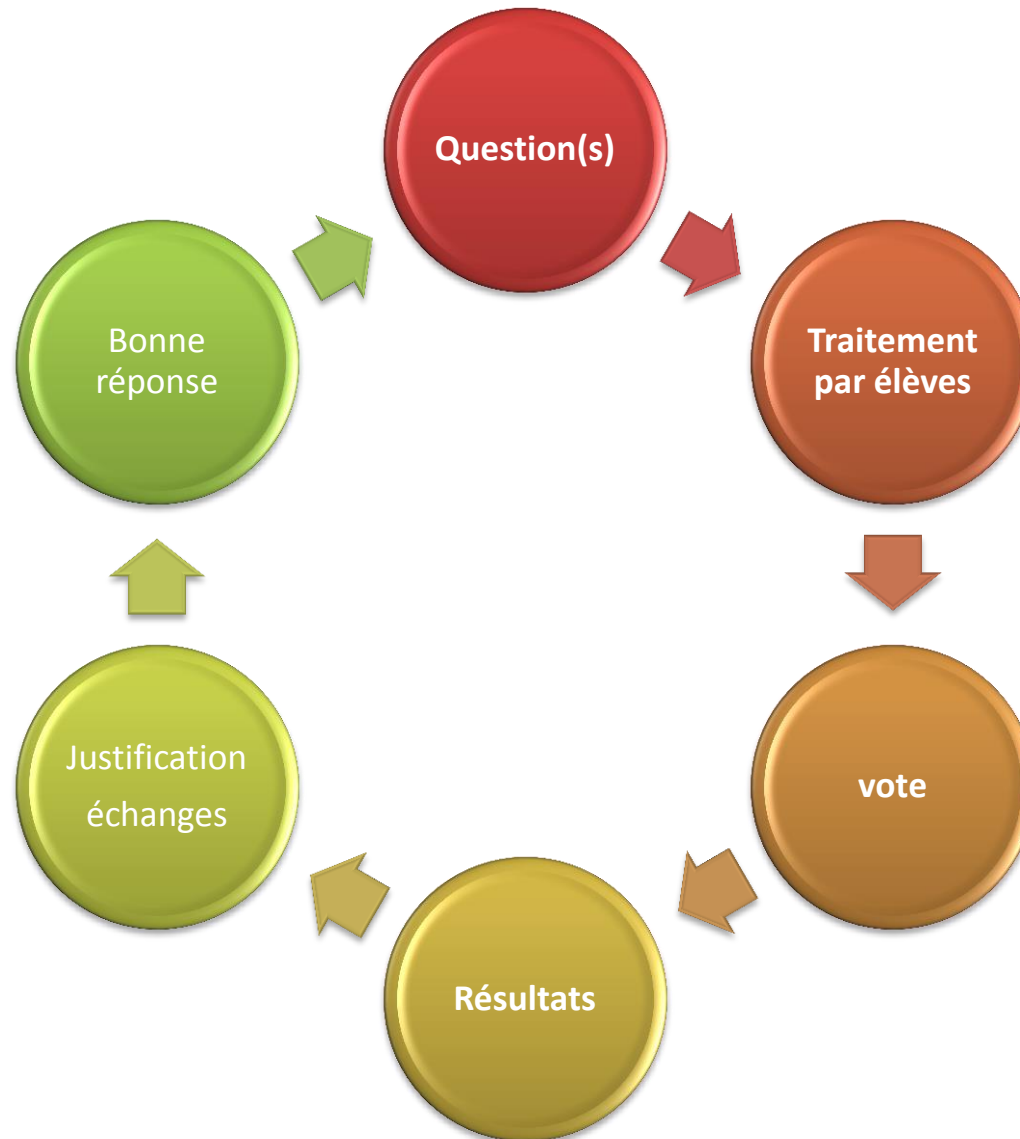 Question(s)
Traitement
par élèves
vote
Résultats
Justification
échanges
Bonne
réponse